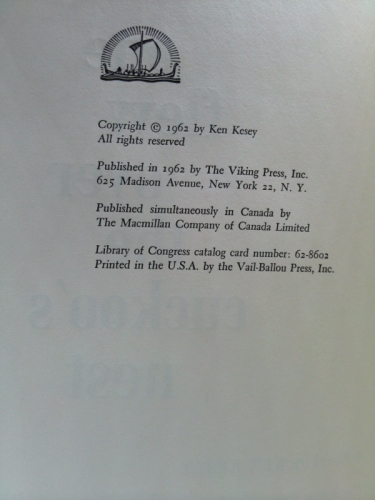 Copyright © 1962 by Ken Kesey
All rights reserved
Published in 1962 by The Viking Press, Inc.
625 Madison Avenue, New York 22, N. Y.
Published simultaneously in Canada by
The Macmillan Company of Canada Limited
Library of Congress catalog card number: 62-8602
Printed in the U.S.A. by the Vail-Ballou Press, Inc.
cuckoo's
nest